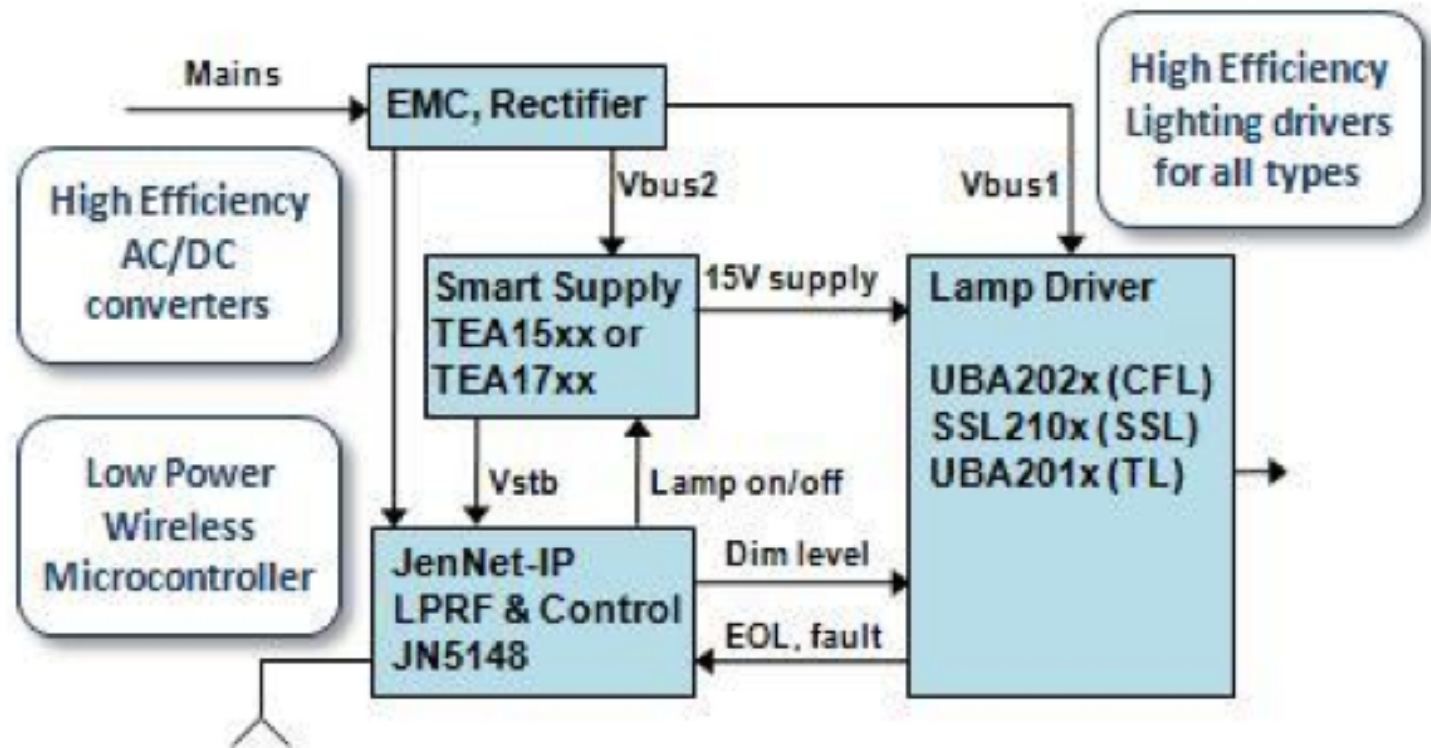 Mains
EMC, Rectifier
High Efficiency
Lighting drivers
for all types
High Efficiency
AC/DC
converters
Vbus2
Vbus1
Smart Supply
TEA15xx or
TEA17xx
15V supply
Lamp Driver
UBA202x (CFL)
SSL210x (SSL)
UBA201x (TL)
Low Power
Wireless
Microcontroller
Vstb
Lamp on/off
JenNet-IP
LPRF & Control
JN5148
Dim level
EOL, fault